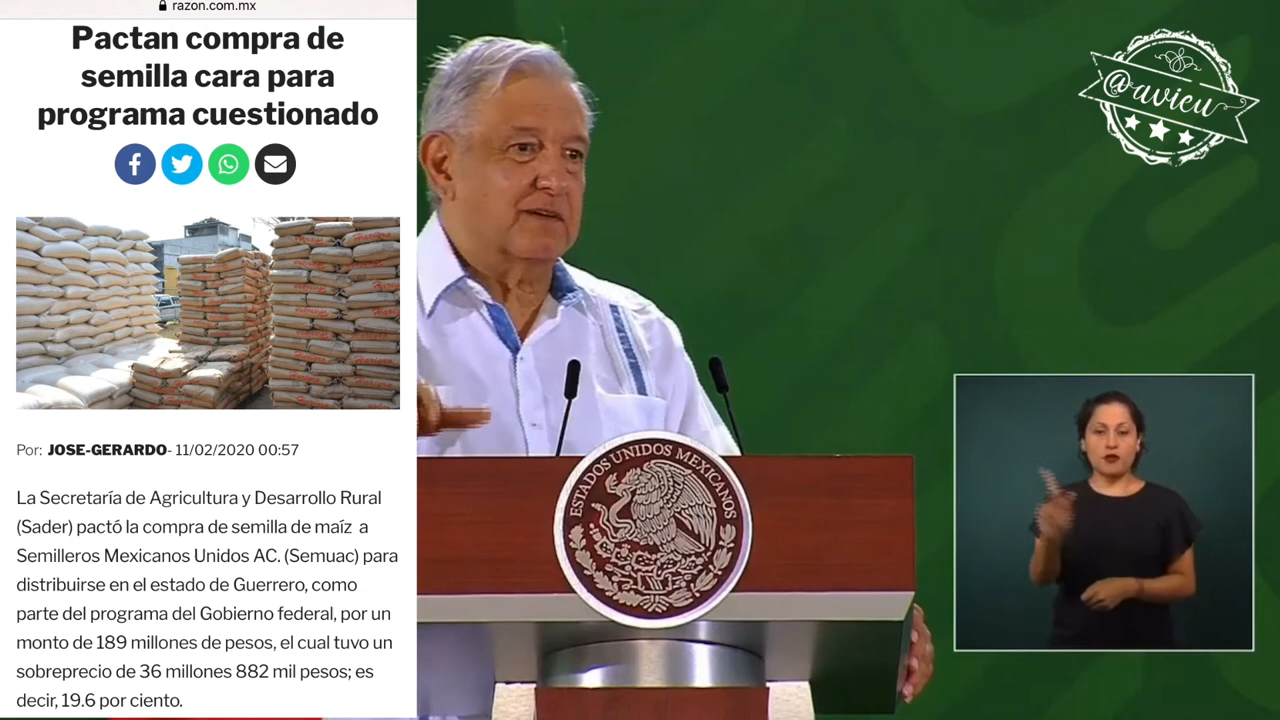 razon.com.mx
Pactan compra de
semilla cara para
programa cuestionado
Por: JOSE-GERARDO- 11/02/2020 00:57
La Secretaría de Agricultura y Desarrollo Rural
(Sader) pactó la compra de semilla de maíz a
Semilleros Mexicanos Unidos AC. (Semuac) para
distribuirse en el estado de Guerrero, como
parte del programa del Gobierno federal, por un
monto de 189 millones de pesos, el cual tuvo un
sobreprecio de 36 millones 882 mil pesos; es
decir, 19.6 por ciento.
ESTADOS UNIDOS MEXICANOS
@avieu